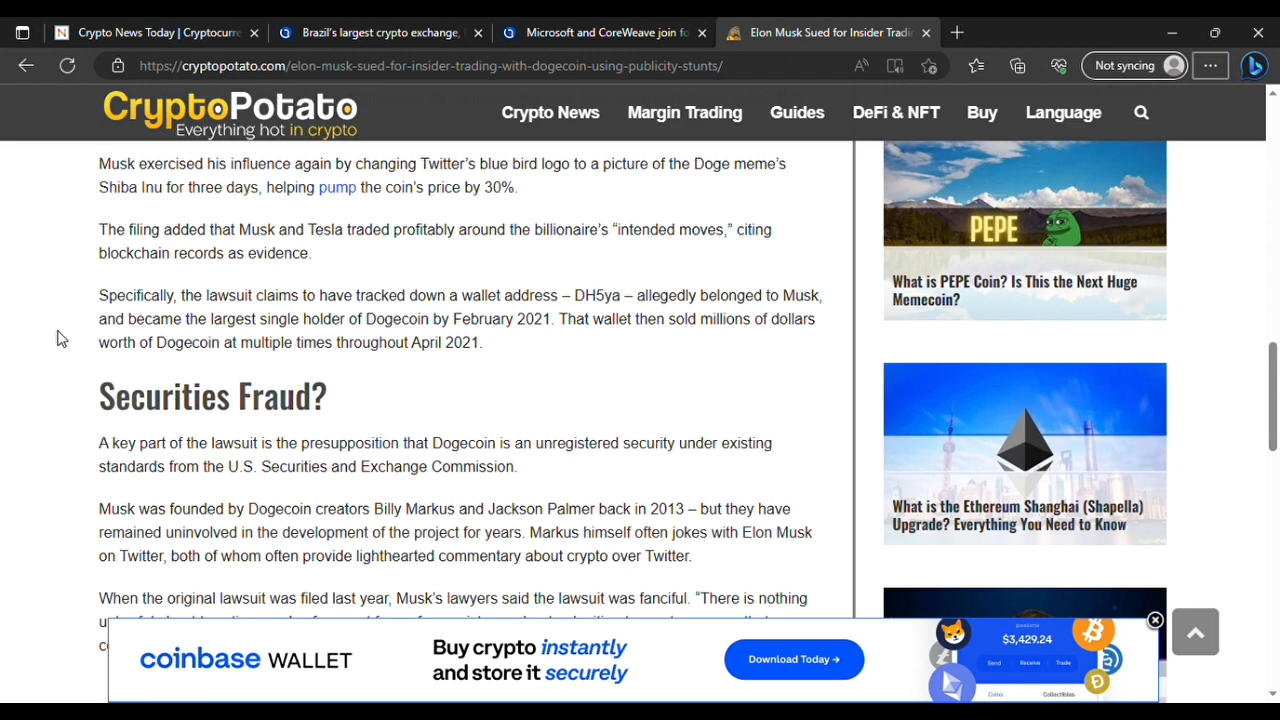 Crypto News Today | Cryptocurre
Brazil's largest crypto exchange,
Microsoft and CoreWeave join fo
Elon Musk Sued for Insider Tradi
https://cryptopotato.com/elon-musk-sued-for-insider-trading-with-dogecoin-using-publicity-stunts/
Not syncing
CryptoPotato
Everything hot in crypto
Crypto News
Margin Trading
Guides
DeFi & NFT
Buy
Language
Musk exercised his influence again by changing Twitter's blue bird logo to a picture of the Doge meme's
Shiba Inu for three days, helping pump the coin's price by 30%.
The filing added that Musk and Tesla traded profitably around the billionaire's “intended moves,” citing
blockchain records as evidence.
Specifically, the lawsuit claims to have tracked down a wallet address – DH5ya – allegedly belonged to Musk,
and became the largest single holder of Dogecoin by February 2021. That wallet then sold millions of dollars
worth of Dogecoin at multiple times throughout April 2021.
Securities Fraud?
A key part of the lawsuit is the presupposition that Dogecoin is an unregistered security under existing
standards from the U.S. Securities and Exchange Commission.
Musk was founded by Dogecoin creators Billy Markus and Jackson Palmer back in 2013 – but they have
remained uninvolved in the development of the project for years. Markus himself often jokes with Elon Musk
on Twitter, both of whom often provide lighthearted commentary about crypto over Twitter.
When the original lawsuit was filed last year, Musk's lawyers said the lawsuit was fanciful. “There is nothing
PEPE
What is PEPE Coin? Is This the Next Huge
Memecoin?
What is the Ethereum Shanghai (Shapella)
Upgrade? Everything You Need to Know
coinbase WALLET
Buy crypto instantly
and store it securely
Download Today →
$3,429.24
Send
Receive
Trade
Coins
Collectibles